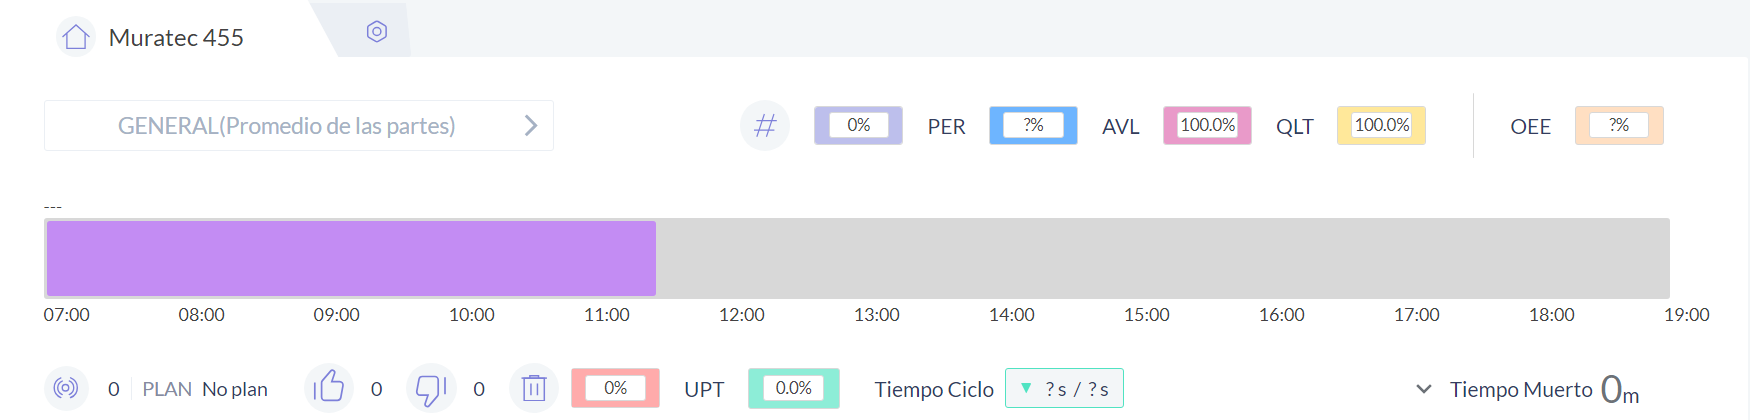 Muratec 455
GENERAL(Promedio de las partes)
# 0% PER ?% AVL 100.0% QLT 100.0% OEE ?%
---
07:00 08:00 09:00 10:00 11:00 12:00 13:00 14:00 15:00 16:00 17:00 18:00 19:00
0 PLAN No plan 0 0 0% UPT 0.0% Tiempo Ciclo ▼ ?s / ?s Tiempo Muerto 0m